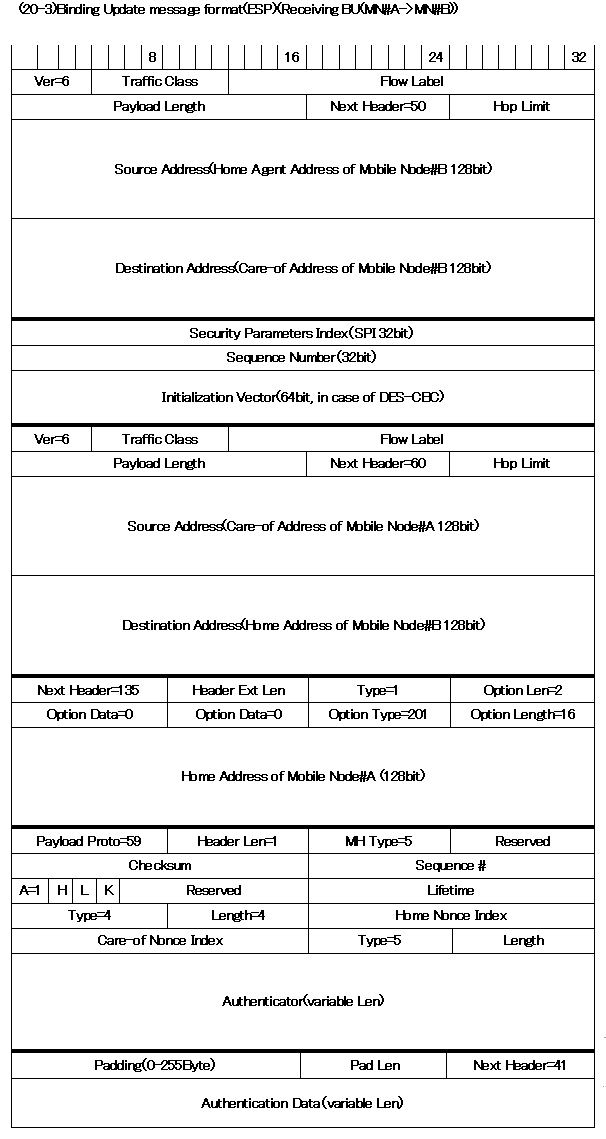 (20-3)Binding Update message format(ESP)(Receiving BU(MN#A->MN#B))
8 16 24 32
Ver=6 Traffic Class Flow Label
Payload Length Next Header=50 Hop Limit
Source Address(Home Agent Address of Mobile Node#B 128bit)
Destination Address(Care-of Address of Mobile Node#B 128bit)
Security Parameters Index(SPI 32bit)
Sequence Number(32bit)
Initialization Vector(64bit, in case of DES-CBC)
Ver=6 Traffic Class Flow Label
Payload Length Next Header=60 Hop Limit
Source Address(Care-of Address of Mobile Node#A 128bit)
Destination Address(Home Address of Mobile Node#B 128bit)
Next Header=135 Header Ext Len Type=1 Option Len=2
Option Data=0 Option Data=0 Option Type=201 Option Length=16
Home Address of Mobile Node#A (128bit)
Payload Proto=59 Header Len=1 MH Type=5 Reserved
Checksum Sequence #
A=1 H L K Reserved Lifetime
Type=4 Length=4 Home Nonce Index
Care-of Nonce Index Type=5 Length
Authenticator(variable Len)
Padding(0-255Byte) Pad Len Next Header=41
Authentication Data(variable Len)